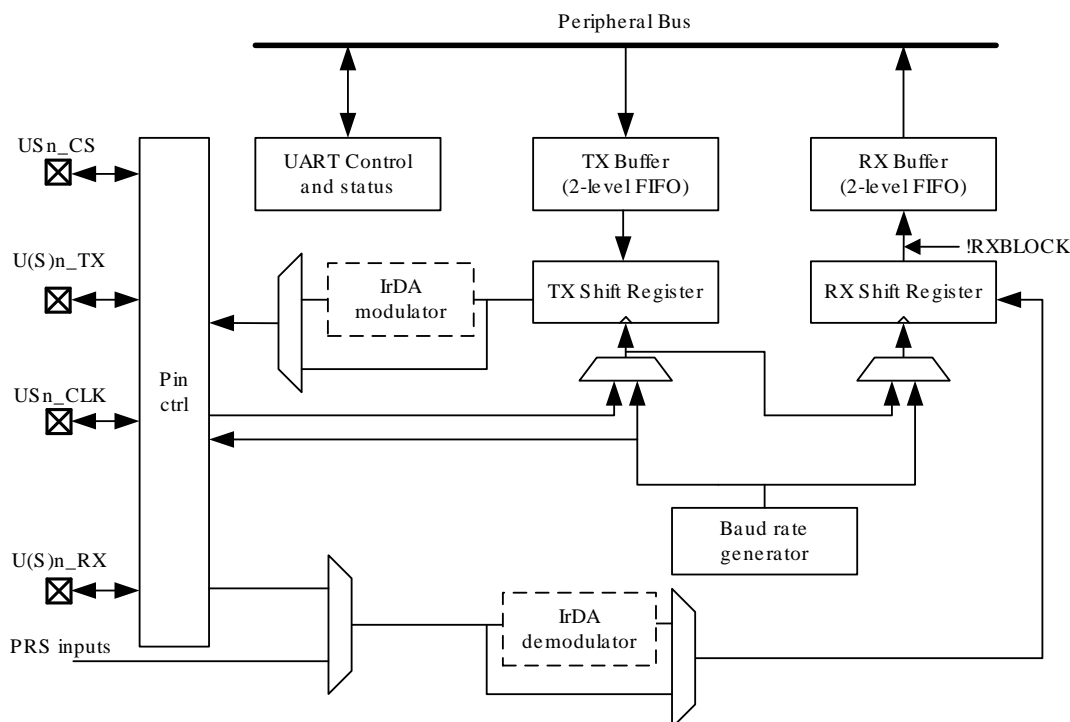 Peripheral Bus
USn_CS
UART Control
and status
TX Buffer
(2-level FIFO)
RX Buffer
(2-level FIFO)
!RXBLOCK
U(S)n_TX
IrDA
modulator
TX Shift Register
RX Shift Register
Pin
ctrl
USn_CLK
Baud rate
generator
U(S)n_RX
IrDA
demodulator
PRS inputs